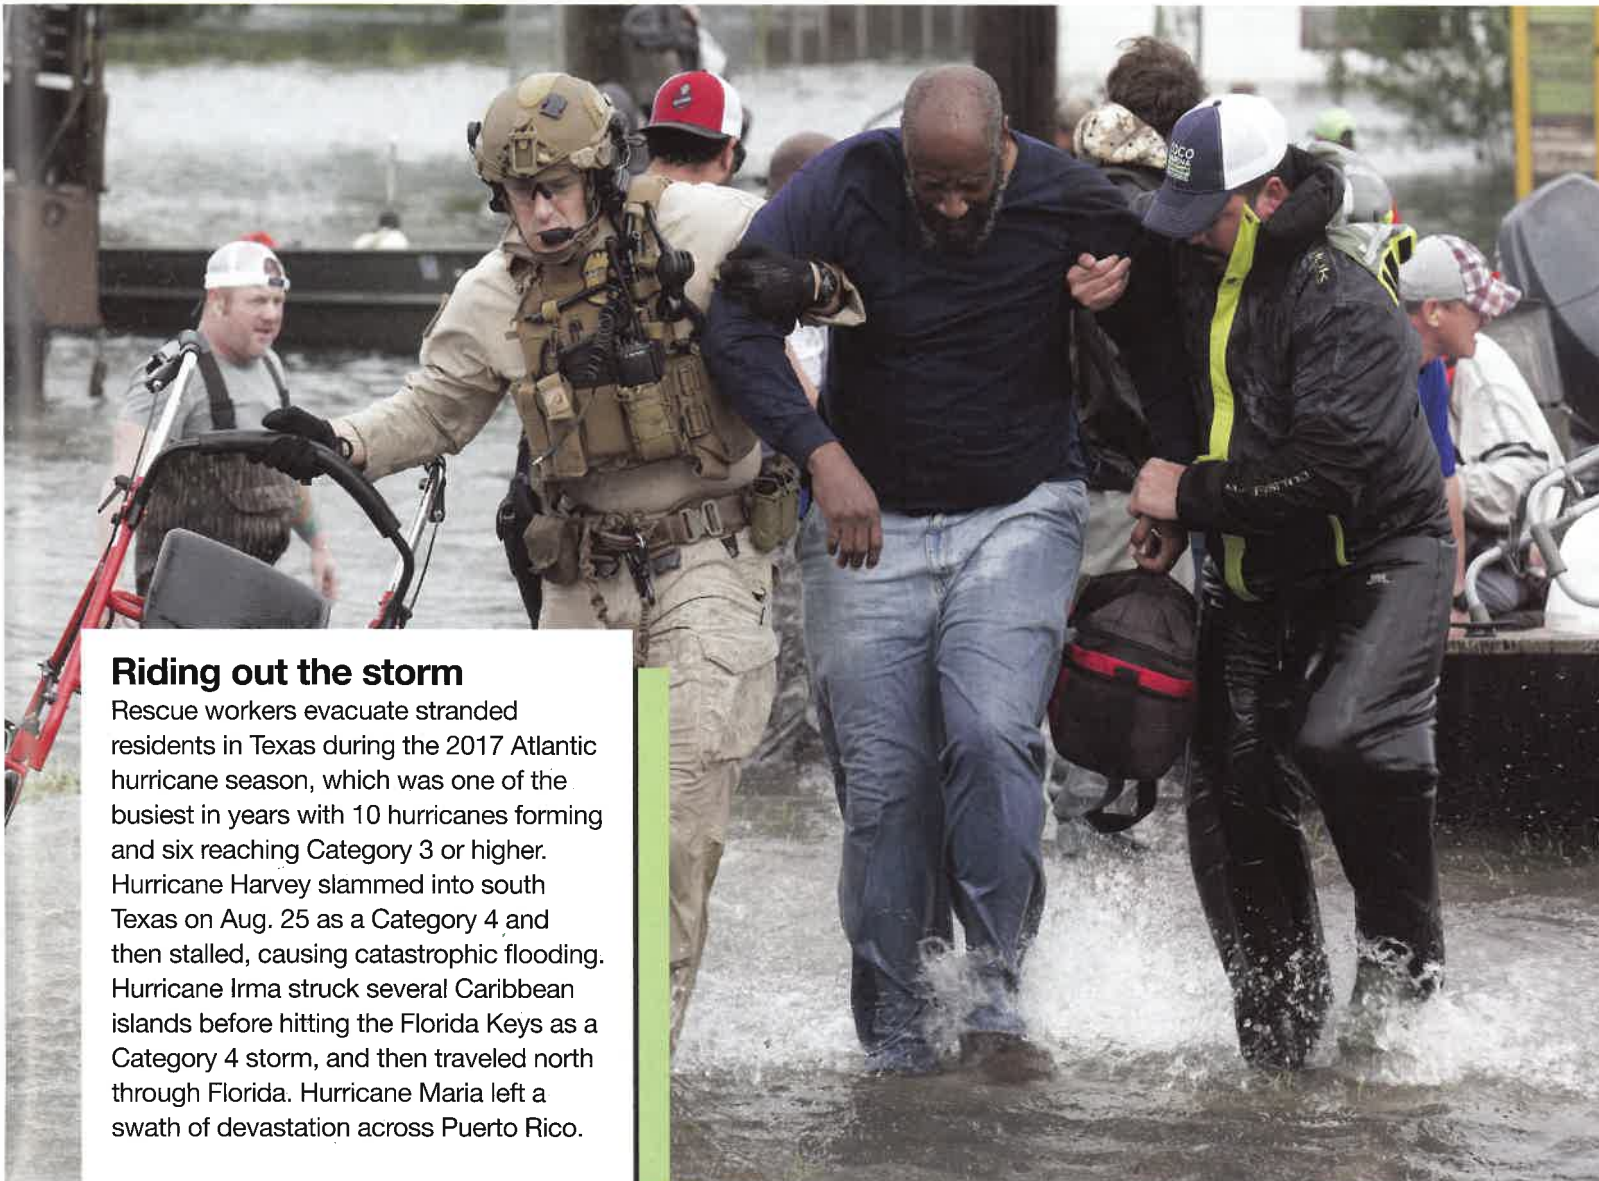 OCO
Riding out the storm
Rescue workers evacuate stranded
residents in Texas during the 2017 Atlantic
hurricane season, which was one of the
busiest in years with 10 hurricanes forming
and six reaching Category 3 or higher.
Hurricane Harvey slammed into south
Texas on Aug. 25 as a Category 4 and
then stalled, causing catastrophic flooding.
Hurricane Irma struck several Caribbean
islands before hitting the Florida Keys as a
Category 4 storm, and then traveled north
through Florida. Hurricane Maria left a
swath of devastation across Puerto Rico.